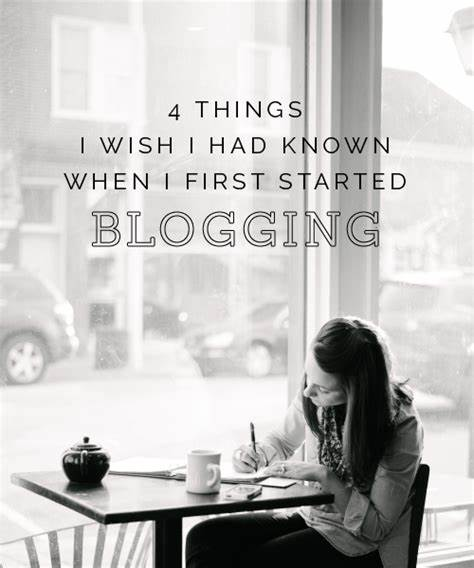 4 THINGS
I WISH I HAD KNOWN
WHEN I FIRST STARTED
BLOGGING